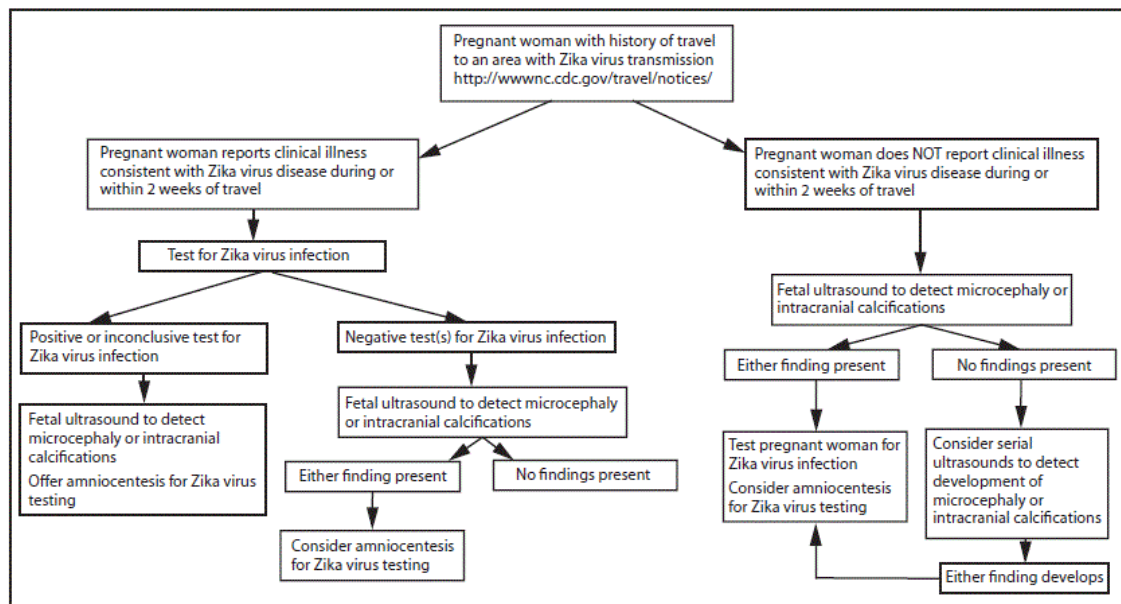 Pregnant woman with history of travel
to an area with Zika virus transmission
http://wwwnc.cdc.gov/travel/notices/
Pregnant woman reports clinical illness
consistent with Zika virus disease during or
within 2 weeks of travel
Pregnant woman does NOT report clinical illness
consistent with Zika virus disease during or
within 2 weeks of travel
Test for Zika virus infection
Fetal ultrasound to detect microcephaly or
intracranial calcifications
Positive or inconclusive test for
Zika virus infection
Negative test(s) for Zika virus infection
Either finding present
No findings present
Fetal ultrasound to detect
microcephaly or intracranial
calcifications
Offer amniocentesis for Zika virus
testing
Fetal ultrasound to detect microcephaly
or intracranial calcifications
Either finding present
No findings present
Consider amniocentesis
for Zika virus testing
Test pregnant woman for
Zika virus infection
Consider amniocentesis
for Zika virus testing
Consider serial
ultrasounds to detect
development of
microcephaly or
intracranial calcifications
Either finding develops